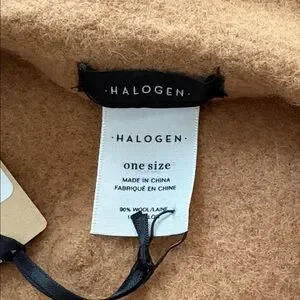 ·HALOGEN·
·HALOGEN·
one size
MADE IN CHINA
FABRIQUÉ EN CHINE
90% WOOL/LAINE